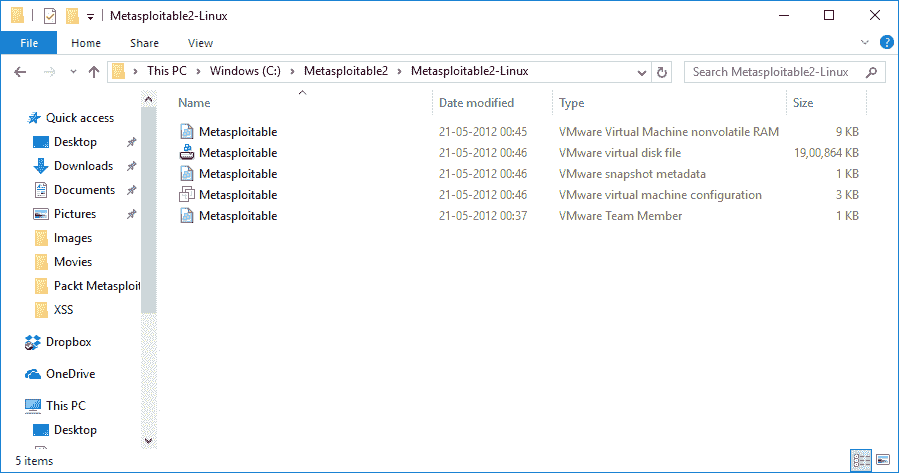 Metasploitable2-Linux
File Home Share View
This PC Windows (C:) Metasploitable2 Metasploitable2-Linux
Search Metasploitable2-Linux
Quick access
Desktop
Downloads
Documents
Pictures
Images
Movies
Packt Metasploit
XSS
Dropbox
OneDrive
This PC
Desktop
Name Date modified Type Size
Metasploitable 21-05-2012 00:45 VMware Virtual Machine nonvolatile RAM 9 KB
Metasploitable 21-05-2012 00:46 VMware virtual disk file 19,00,864 KB
Metasploitable 21-05-2012 00:46 VMware snapshot metadata 1 KB
Metasploitable 21-05-2012 00:46 VMware virtual machine configuration 3 KB
Metasploitable 21-05-2012 00:37 VMware Team Member 1 KB
5 items